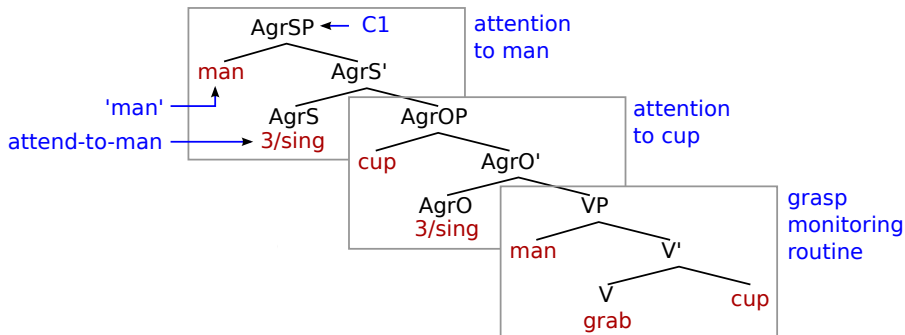 AgrSP
C1
attention
to man
man
AgrS'
'man'
AgrS
AgrOP
attention
to cup
attend-to-man
3/sing
cup
AgrO'
AgrO
VP
grasp
monitoring
routine
3/sing
man
V'
V
cup
grab